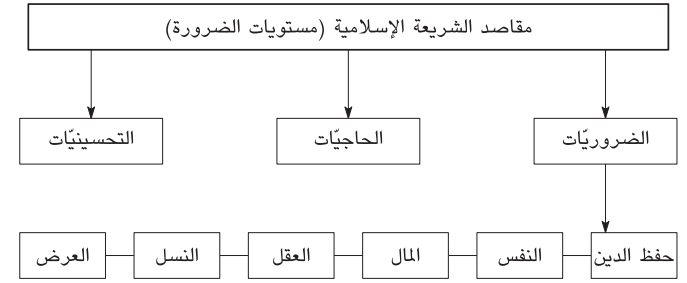 مقاصد الشريعة الإسلامية (مستويات الضرورة)
الضروريّات
الحاجيّات
التحسينيّات
حفظ الدين
النفس
المال
العقل
النسل
العرض